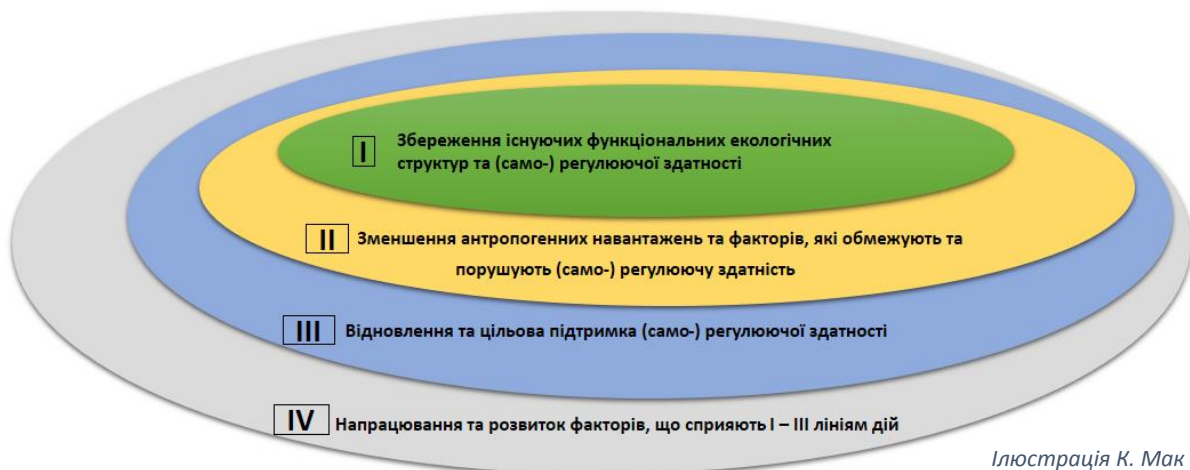 I Збереження існуючих функціональних екологічних
структур та (само-) регулюючої здатності
II Зменшення антропогенних навантажень та факторів, які обмежують та
порушують (само-) регулюючу здатність
III Відновлення та цільова підтримка (само-) регулюючої здатності
IV Напрацювання та розвиток факторів, що сприяють І – ІІІ лініям дій
Ілюстрація К. Мак